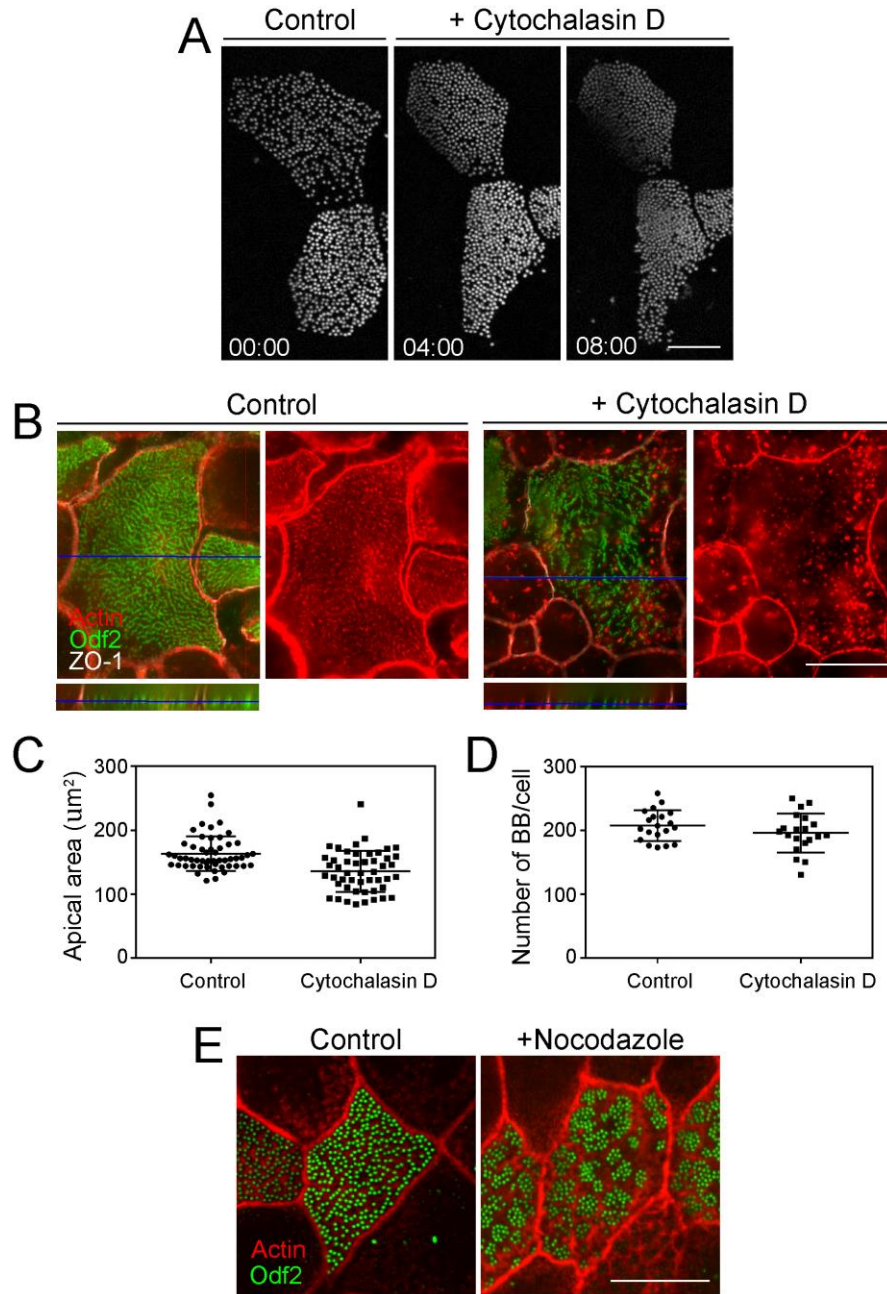 A
Control
+ Cytochalasin D
00:00
04:00
08:00
B
Control
+ Cytochalasin D
Actin
Odf2
ZO-1
C
Apical area (um²)
300
200
100
0
Control
Cytochalasin D
D
Number of BB/cell
300
200
100
0
Control
Cytochalasin D
E
Control
+Nocodazole
Actin
Odf2